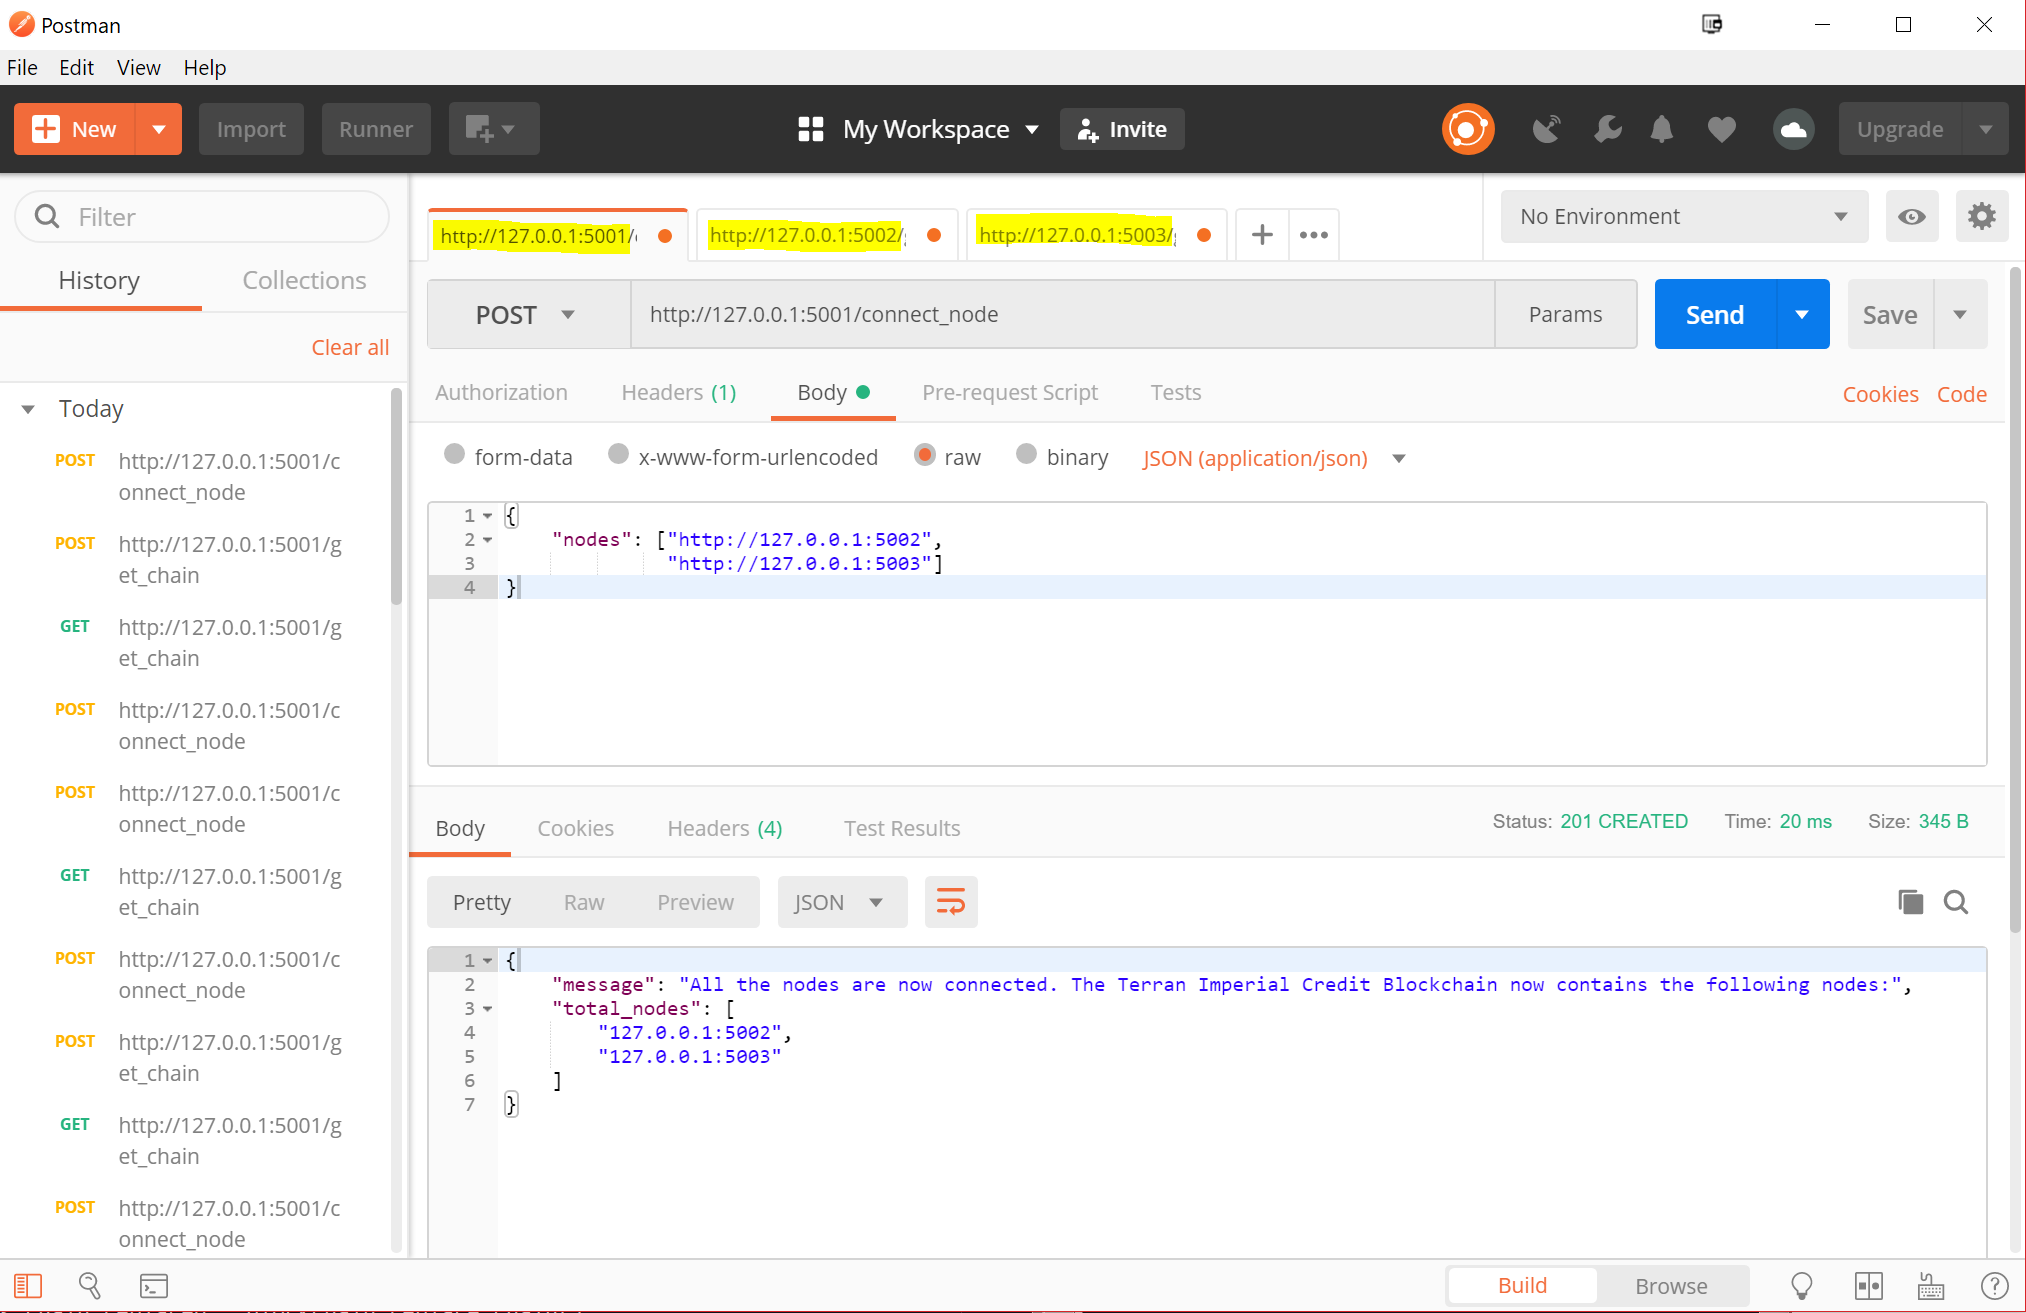 Postman
File Edit View Help
New Import Runner My Workspace Invite Upgrade
Filter
History Collections
Clear all
Today
POST http://127.0.0.1:5001/c
onnect_node
POST http://127.0.0.1:5001/g
et_chain
GET http://127.0.0.1:5001/g
et_chain
POST http://127.0.0.1:5001/c
onnect_node
POST http://127.0.0.1:5001/c
onnect_node
GET http://127.0.0.1:5001/g
et_chain
POST http://127.0.0.1:5001/c
onnect_node
POST http://127.0.0.1:5001/g
et_chain
GET http://127.0.0.1:5001/g
et_chain
POST http://127.0.0.1:5001/c
onnect_node
http://127.0.0.1:5001/ http://127.0.0.1:5002/ http://127.0.0.1:5003/ No Environment
POST http://127.0.0.1:5001/connect_node Params Send Save
Authorization Headers (1) Body Pre-request Script Tests Cookies Code
form-data x-www-form-urlencoded raw binary JSON (application/json)
1 {
2 "nodes": ["http://127.0.0.1:5002",
3 "http://127.0.0.1:5003"]
4 }
Body Cookies Headers (4) Test Results Status: 201 CREATED Time: 20 ms Size: 345 B
Pretty Raw Preview JSON
1 {
2 "message": "All the nodes are now connected. The Terran Imperial Credit Blockchain now contains the following nodes:",
3 "total_nodes": [
4 "127.0.0.1:5002",
5 "127.0.0.1:5003"
6 ]
7 }
Build Browse